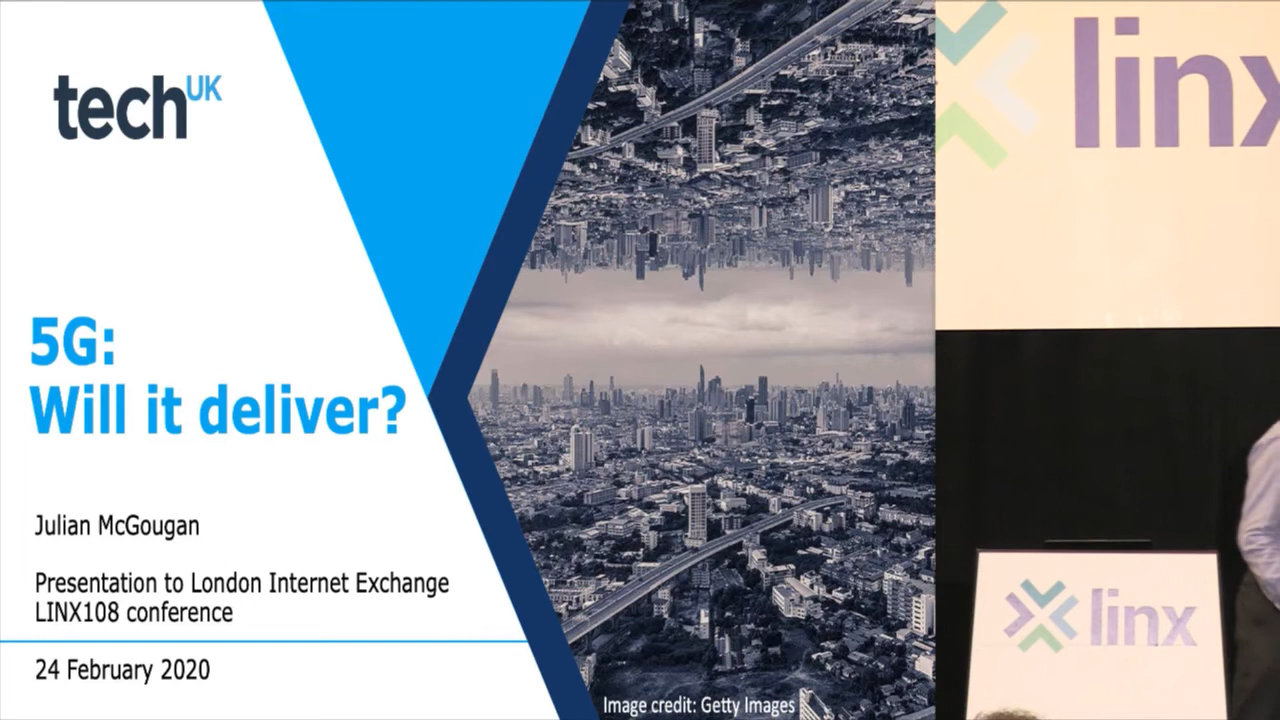 techUK
5G:
Will it deliver?
Julian McGougan
Presentation to London Internet Exchange
LINX108 conference
24 February 2020
Image credit: Getty Images
linx
linx